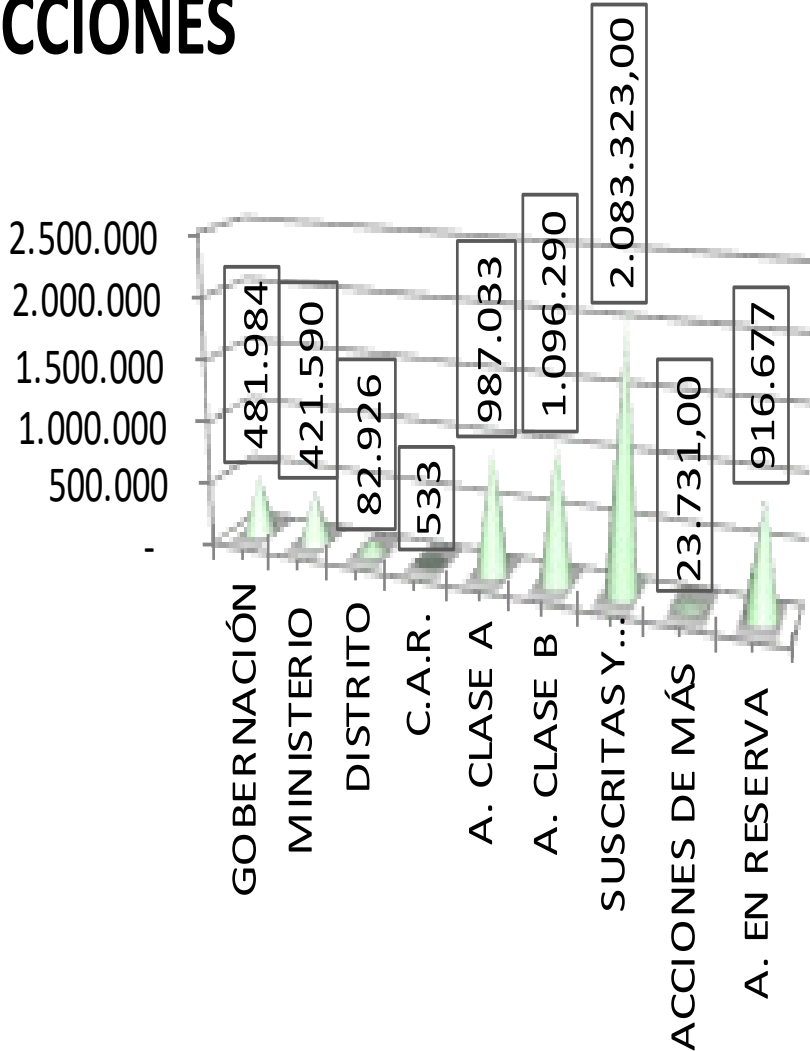 CCIONES
2.500.000
2.000.000
1.500.000
1.000.000
500.000
-
481.984
421.590
82.926
533
987.033
1.096.290
2.083.323,00
23.731,00
916.677
GOBERNACIÓN
MINISTERIO
DISTRITO
C.A.R.
A. CLASE A
A. CLASE B
SUSCRITAS Y...
ACCIONES DE MÁS
A. EN RESERVA